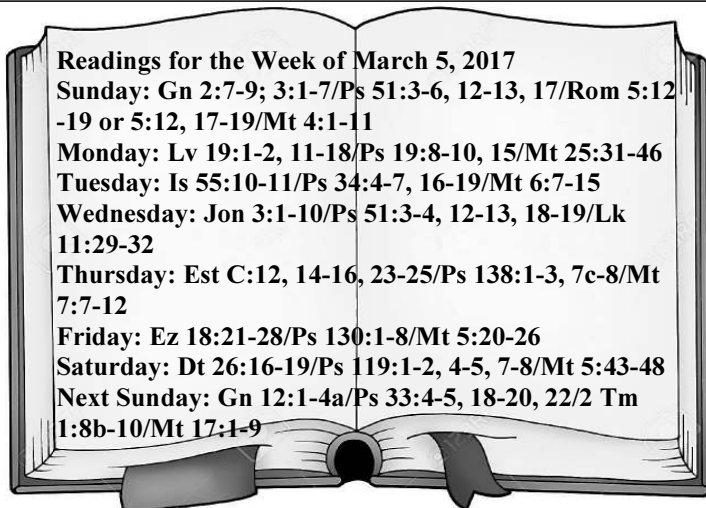 Readings for the Week of March 5, 2017
Sunday: Gn 2:7-9; 3:1-7/Ps 51:3-6, 12-13, 17/Rom 5:12
-19 or 5:12, 17-19/Mt 4:1-11
Monday: Lv 19:1-2, 11-18/Ps 19:8-10, 15/Mt 25:31-46
Tuesday: Is 55:10-11/Ps 34:4-7, 16-19/Mt 6:7-15
Wednesday: Jon 3:1-10/Ps 51:3-4, 12-13, 18-19/Lk
11:29-32
Thursday: Est C:12, 14-16, 23-25/Ps 138:1-3, 7c-8/Mt
7:7-12
Friday: Ez 18:21-28/Ps 130:1-8/Mt 5:20-26
Saturday: Dt 26:16-19/Ps 119:1-2, 4-5, 7-8/Mt 5:43-48
Next Sunday: Gn 12:1-4a/Ps 33:4-5, 18-20, 22/2 Tm
1:8b-10/Mt 17:1-9